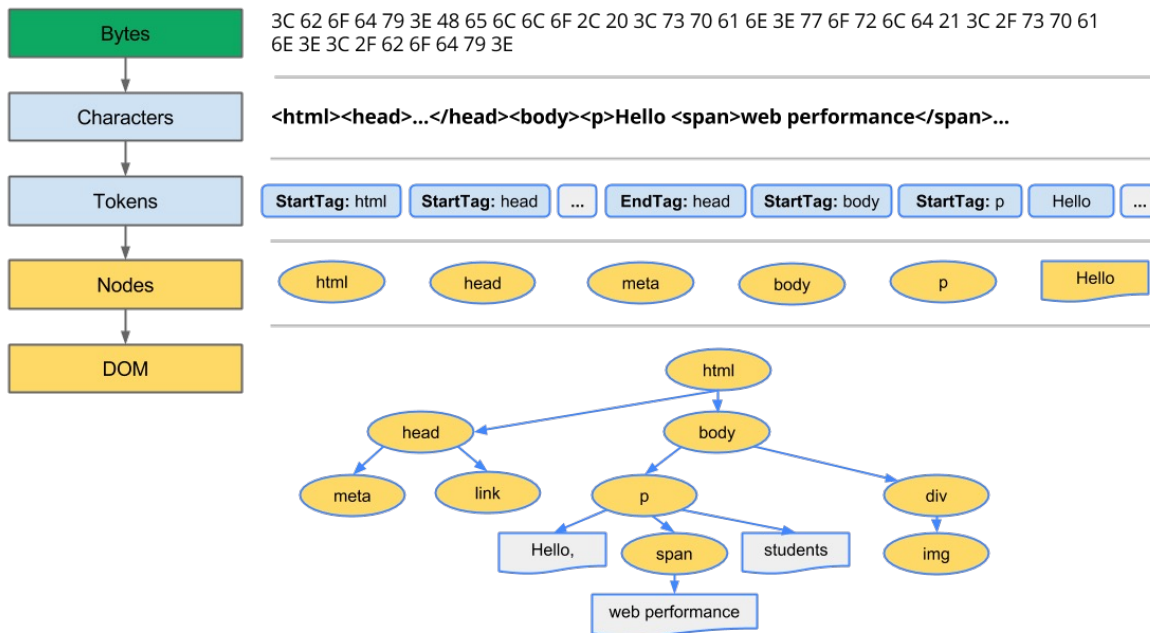 Bytes
3C 62 6F 64 79 3E 48 65 6C 6C 6F 2C 20 3C 73 70 61 6E 3E 77 6F 72 6C 64 21 3C 2F 73 70 61
6E 3E 3C 2F 62 6F 64 79 3E
Characters
<html><head>...</head><body><p>Hello <span>web performance</span>...
Tokens
StartTag: html
StartTag: head
...
EndTag: head
StartTag: body
StartTag: p
Hello
...
Nodes
html
head
meta
body
p
Hello
DOM
html
head
body
meta
link
p
div
Hello,
span
students
img
web performance